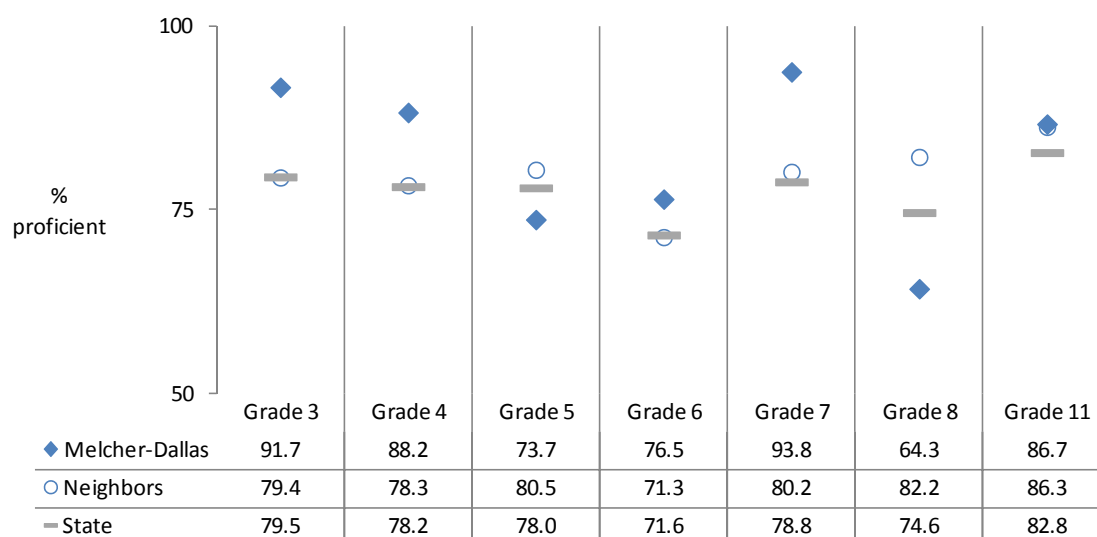 100
%
proficient
75
50
Grade 3 Grade 4 Grade 5 Grade 6 Grade 7 Grade 8 Grade 11
Melcher-Dallas 91.7 88.2 73.7 76.5 93.8 64.3 86.7
Neighbors 79.4 78.3 80.5 71.3 80.2 82.2 86.3
State 79.5 78.2 78.0 71.6 78.8 74.6 82.8